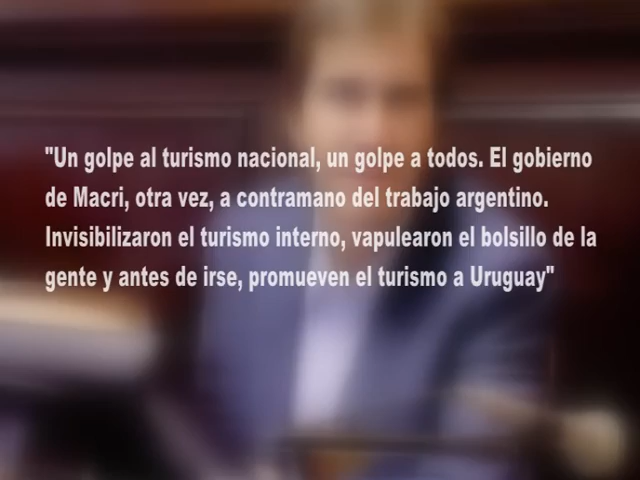 "Un golpe al turismo nacional, un golpe a todos. El gobierno
de Macri, otra vez, a contramano del trabajo argentino.
Invisibilizaron el turismo interno, vapulearon el bolsillo de la
gente y antes de irse, promueven el turismo a Uruguay"